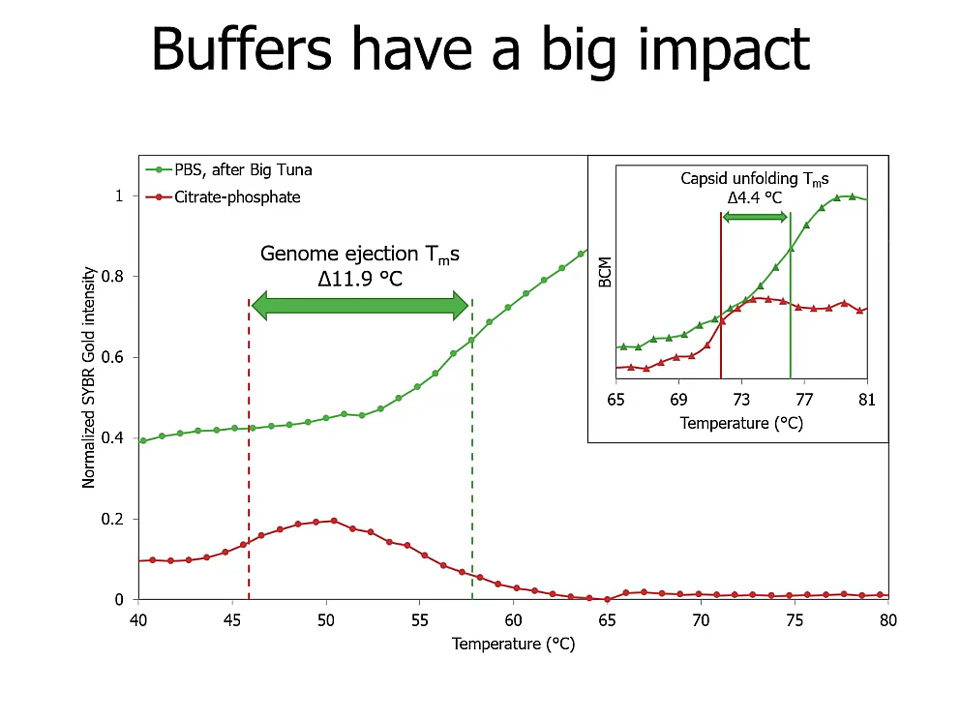 Buffers have a big impact
PBS, after Big Tuna
Citrate-phosphate
Genome ejection Tms
Δ11.9 °C
Normalized SYBR Gold intensity
1
0.8
0.6
0.4
0.2
0
40 45 50 55 60 65 70 75 80
Temperature (°C)
Capsid unfolding Tms
Δ4.4 °C
BCM
65 69 73 77 81
Temperature (°C)